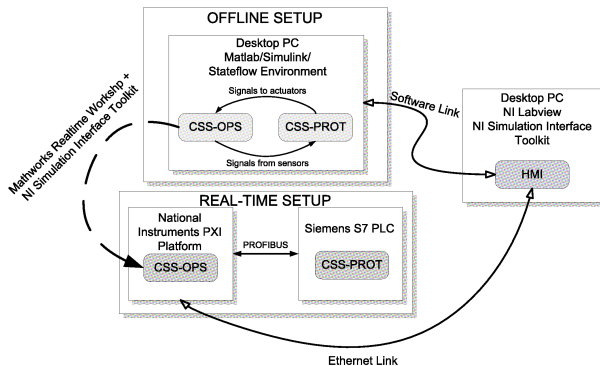 OFFLINE SETUP
Desktop PC
Matlab/Simulink/
Stateflow Environment
Signals to actuators
CSS-OPS
CSS-PROT
Signals from sensors
Mathworks Realtime Workshp +
NI Simulation Interface Toolkit
Software Link
Desktop PC
NI Labview
NI Simulation Interface
Toolkit
HMI
REAL-TIME SETUP
National
Instruments PXI
Platform
CSS-OPS
PROFIBUS
Siemens S7 PLC
CSS-PROT
Ethernet Link